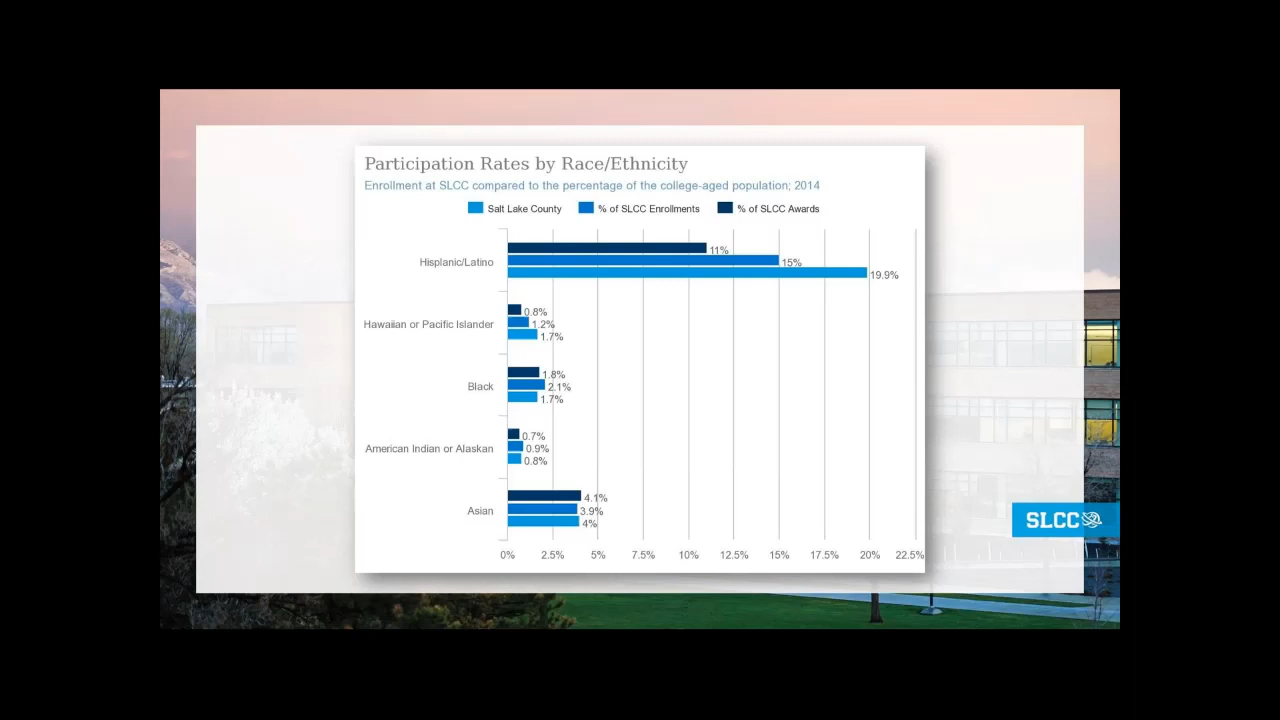 Participation Rates by Race/Ethnicity
Enrollment at SLCC compared to the percentage of the college-aged population; 2014
Salt Lake County % of SLCC Enrollments % of SLCC Awards
11%
Hisplanic/Latino 15%
19.9%
0.8%
Hawaiian or Pacific Islander 1.2%
1.7%
1.8%
Black 2.1%
1.7%
0.7%
American Indian or Alaskan 0.9%
0.8%
4.1%
Asian 3.9%
4%
0% 2.5% 5% 7.5% 10% 12.5% 15% 17.5% 20% 22.5%
SLCC